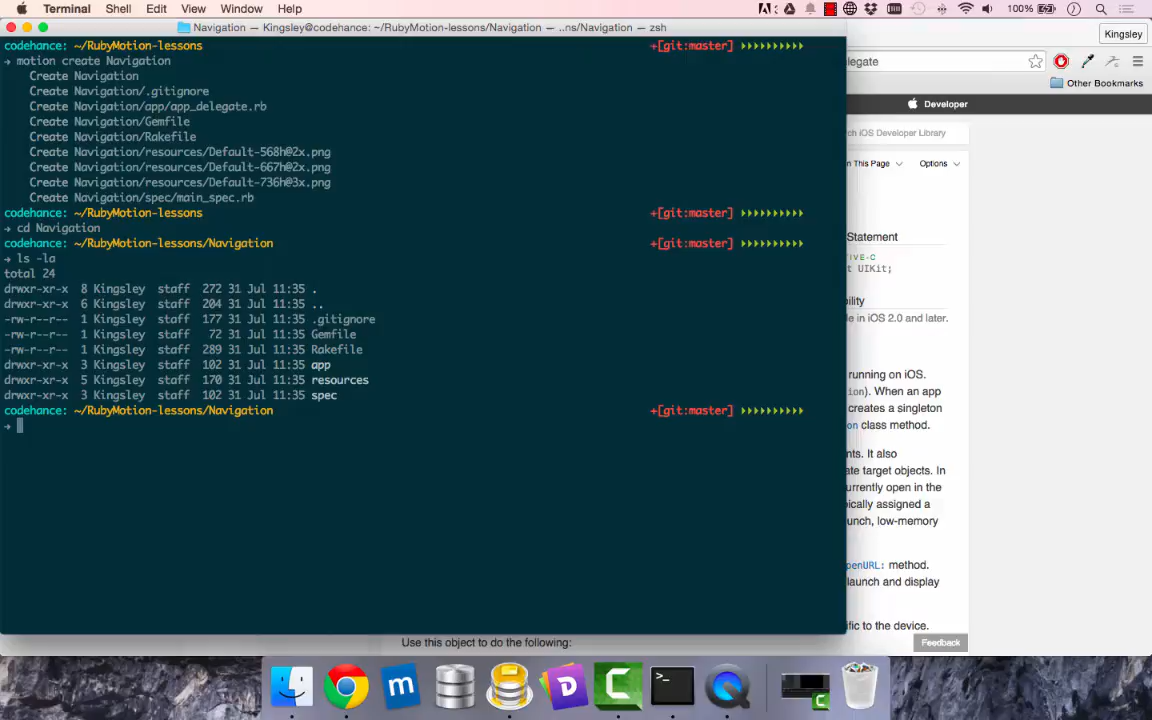 Terminal Shell Edit View Window Help 100%
Navigation — Kingsley@codehance: ~/RubyMotion-lessons/Navigation — ..ns/Navigation — zsh
Kingsley
codehance: ~/RubyMotion-lessons +[git:master]
→ motion create Navigation
elegate
Create Navigation
Other Bookmarks
Create Navigation/.gitignore
Create Navigation/app/app_delegate.rb
Developer
Create Navigation/Gemfile
Create Navigation/Rakefile
rch iOS Developer Library
Create Navigation/resources/Default-568h@2x.png
Create Navigation/resources/Default-667h@2x.png
n This Page Options
Create Navigation/resources/Default-736h@3x.png
Create Navigation/spec/main_spec.rb
codehance: ~/RubyMotion-lessons +[git:master]
→ cd Navigation
Statement
codehance: ~/RubyMotion-lessons/Navigation +[git:master]
→ ls -la
IVE-C
total 24
t UIKit;
drwxr-xr-x 8 Kingsley staff 272 31 Jul 11:35 .
drwxr-xr-x 6 Kingsley staff 204 31 Jul 11:35 ..
bility
-rw-r--r-- 1 Kingsley staff 177 31 Jul 11:35 .gitignore
le in iOS 2.0 and later.
-rw-r--r-- 1 Kingsley staff 72 31 Jul 11:35 Gemfile
-rw-r--r-- 1 Kingsley staff 289 31 Jul 11:35 Rakefile
drwxr-xr-x 3 Kingsley staff 102 31 Jul 11:35 app
drwxr-xr-x 5 Kingsley staff 170 31 Jul 11:35 resources
drwxr-xr-x 3 Kingsley staff 102 31 Jul 11:35 spec
codehance: ~/RubyMotion-lessons/Navigation +[git:master]
→
running on iOS.
ion). When an app
creates a singleton
on class method.
nts. It also
ate target objects. In
urrently open in the
pically assigned a
unch, low-memory
penURL: method.
launch and display
ific to the device.
Use this object to do the following:
Feedback